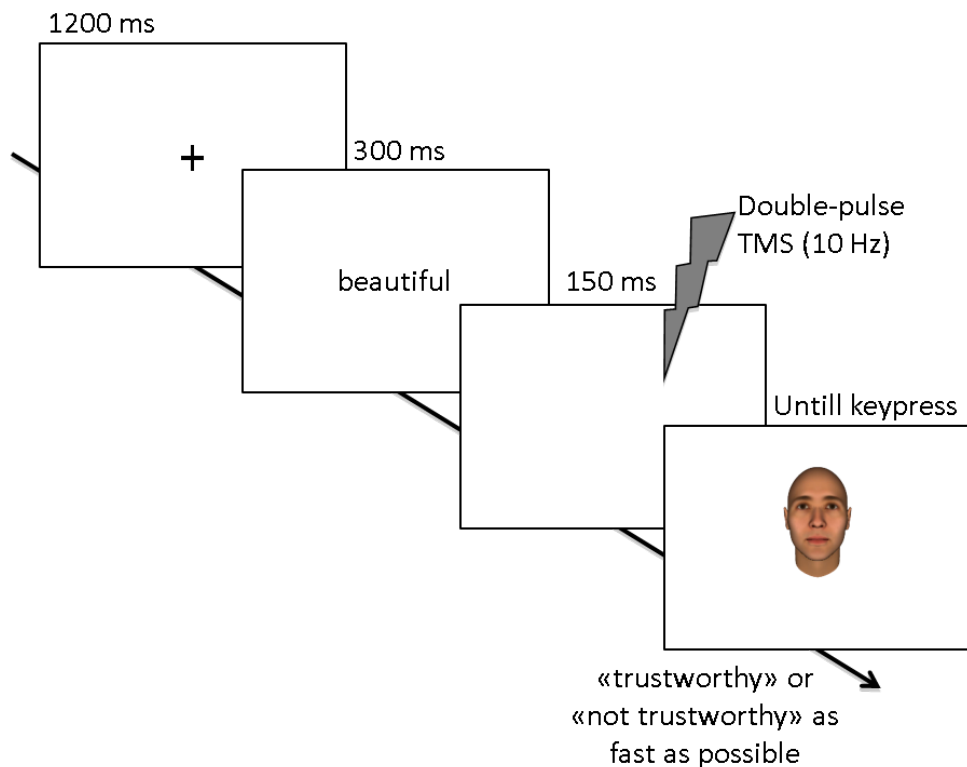 1200 ms
+
300 ms
beautiful
Double-pulse
TMS (10 Hz)
150 ms
Untill keypress
«trustworthy» or
«not trustworthy» as
fast as possible